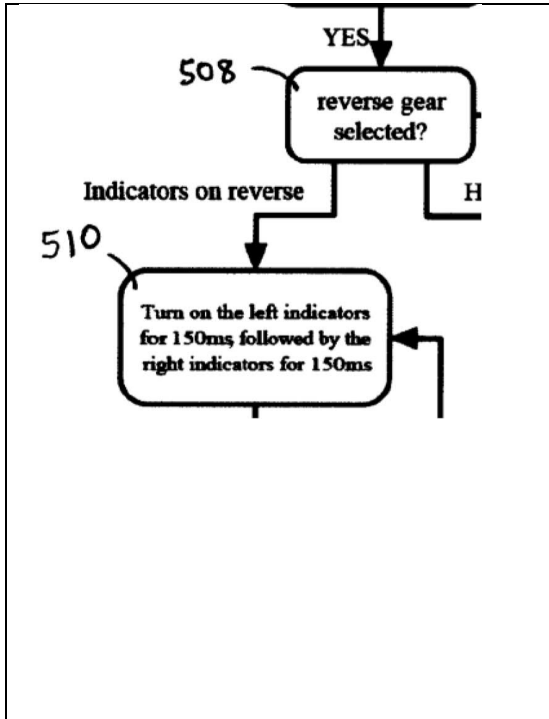 YES
508
reverse gear
selected?
Indicators on reverse
H
510
Turn on the left indicators
for 150ms, followed by the
right indicators for 150ms